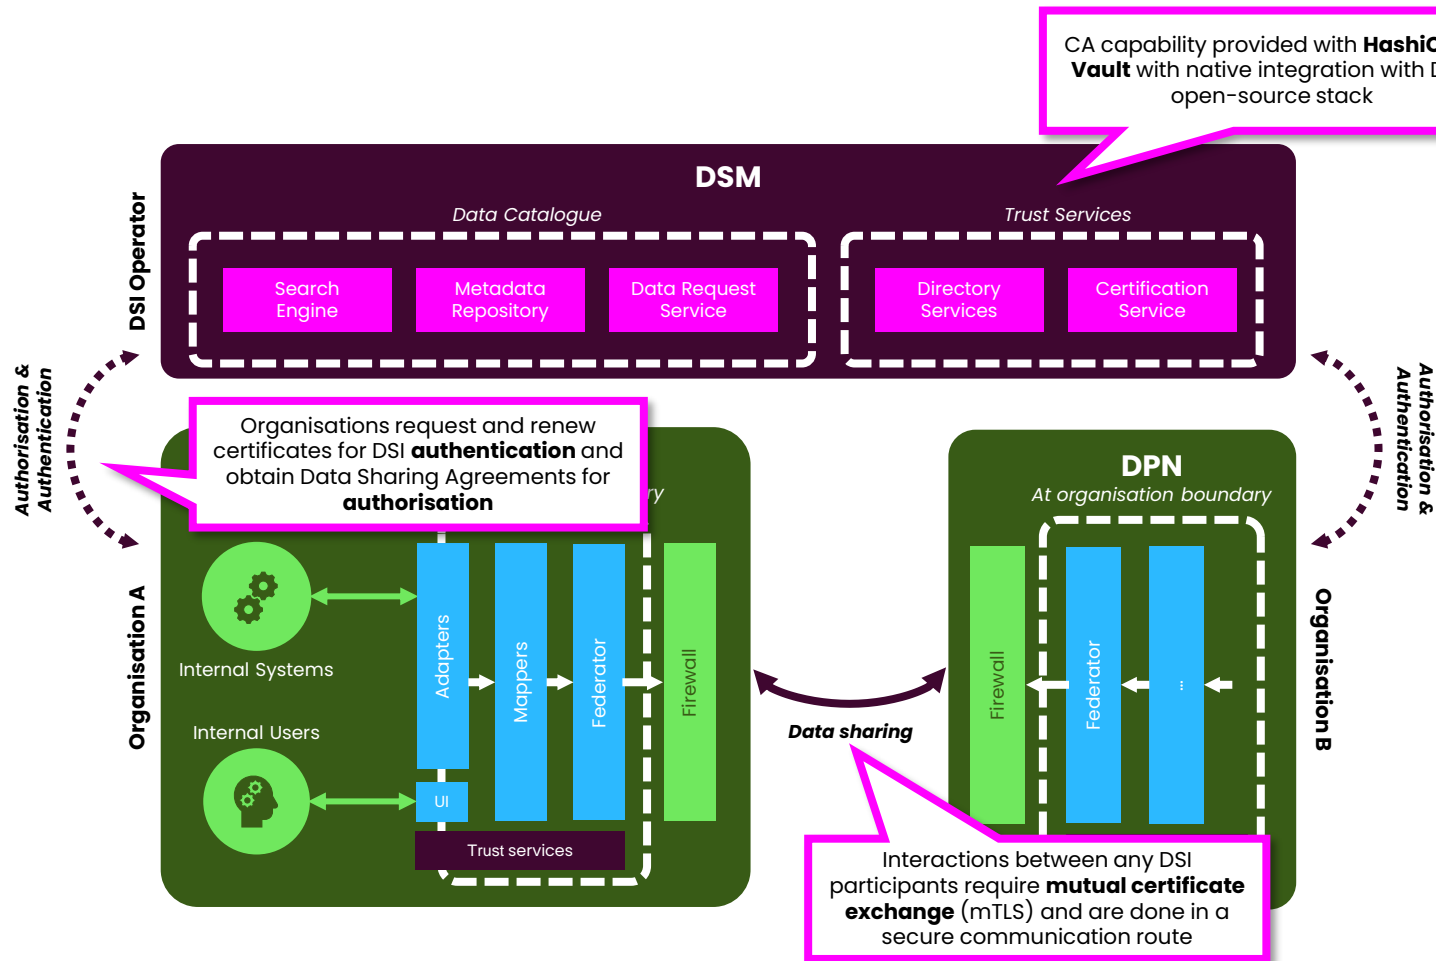 CA capability provided with
Vault with native integration with
open-source stack
DSM
Data Catalogue
Trust Services
DSI Operator
Search
Engine
Metadata
Repository
Data Request
Service
Directory
Services
Certification
Service
Authorisation &
Authentication
Authorisation &
Authentication
Organisations request and renew
certificates for DSI authentication and
obtain Data Sharing Agreements for
authorisation
DPN
At organisation boundary
Organisation A
Internal Systems
Internal Users
Adapters
UI
Mappers
Federator
Firewall
Trust services
Data sharing
Firewall
Federator
...
Organisation B
Interactions between any DSI
participants require mutual certificate
exchange (mTLS) and are done in a
secure communication route